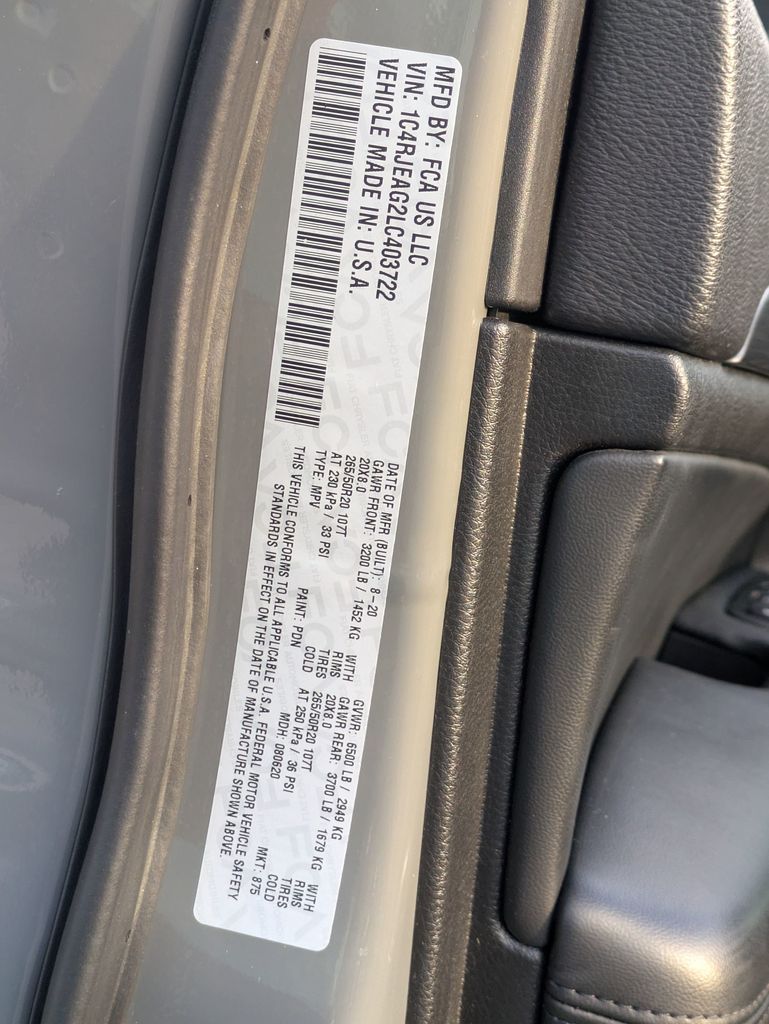 MFD BY: FCA US LLC
VIN: 1C4RJEAG2LC403722
VEHICLE MADE IN: U.S.A.
DATE OF MFR (BUILT): 8-20 GVWR: 6500 LB / 2949 KG
GAWR FRONT: 3200 LB / 1452 KG WITH GAWR REAR: 3700 LB / 1679 KG WITH
20X8.0 RIMS 20X8.0 RIMS
265/50R20 107T TIRES 265/50R20 107T TIRES
AT 230 kPa / 33 PSI COLD AT 250 kPa / 36 PSI COLD
TYPE: MPV PAINT: PDN MDH: 080620 MKT: 875
THIS VEHICLE CONFORMS TO ALL APPLICABLE U.S.A. FEDERAL MOTOR VEHICLE SAFETY
STANDARDS IN EFFECT ON THE DATE OF MANUFACTURE SHOWN ABOVE.